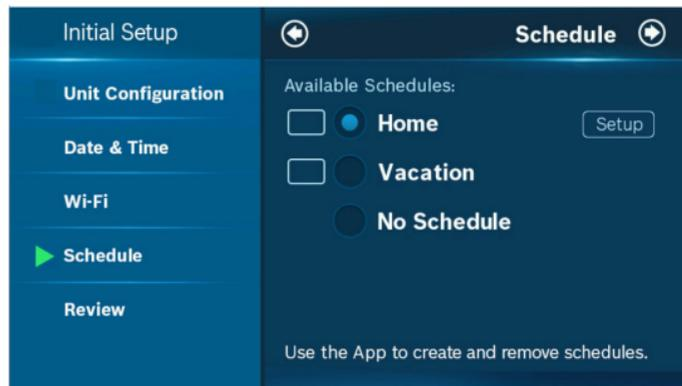 Initial Setup
Schedule
Unit Configuration
Date & Time
Wi-Fi
Schedule
Review
Available Schedules:
Home
Setup
Vacation
No Schedule
Use the App to create and remove schedules.